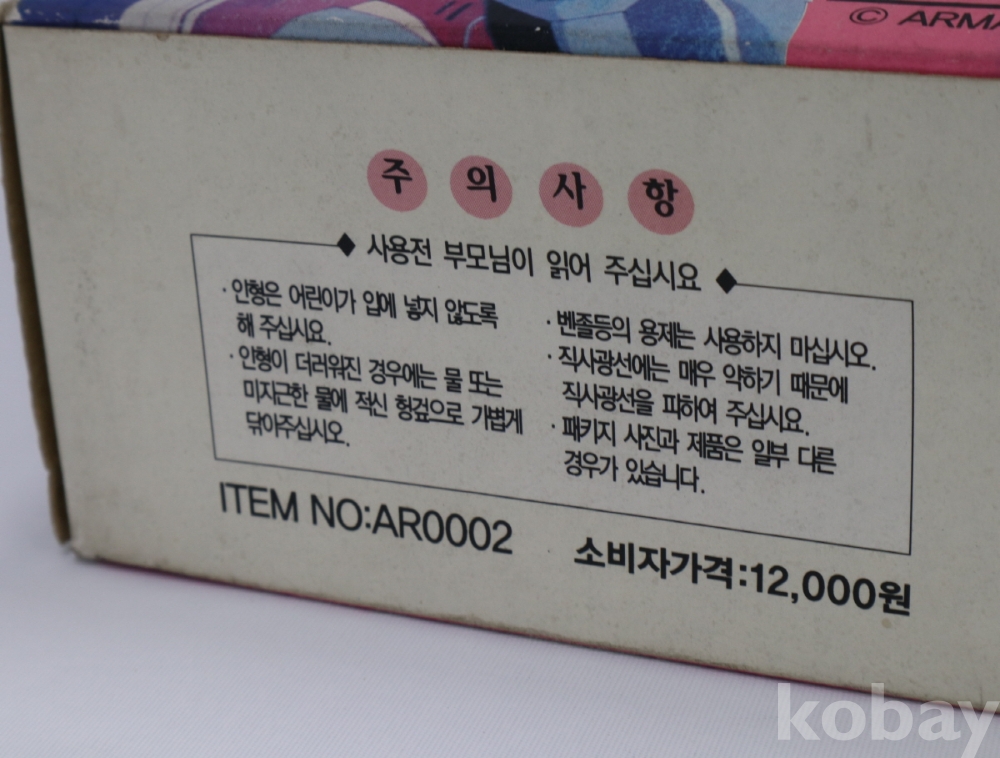 © ARMA
주의사항
◆ 사용전 부모님이 읽어 주십시요 ◆
· 안형은 어린이가 입에 넣지 않도록
해 주십시요.
· 안형이 더러워진 경우에는 물 또는
미지근한 물에 적신 헝겊으로 가볍게
닦아주십시오.
· 벤졸등의 용제는 사용하지 마십시오.
· 직사광선에는 매우 약하기 때문에
직사광선을 피하여 주십시요.
· 패키지 사진과 제품은 일부 다른
경우가 있습니다.
ITEM NO:AR0002
소비자가격:12,000원
kobay